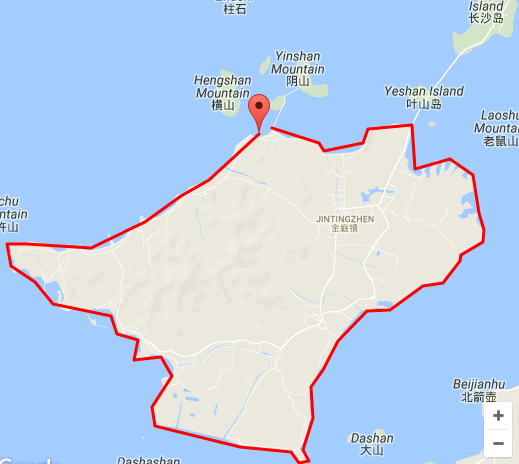 柱石
Island
长沙岛
Yinshan
Mountain
阴山
Hengshan
Mountain
横山
Yeshan Island
叶山岛
Laoshu
Mount
老鼠山
chu
ntain
午山
JINTINGZHEN
金庭镇
Beijianhu
北箭壶
+
−
Dashan
大山
Dashashan
Google